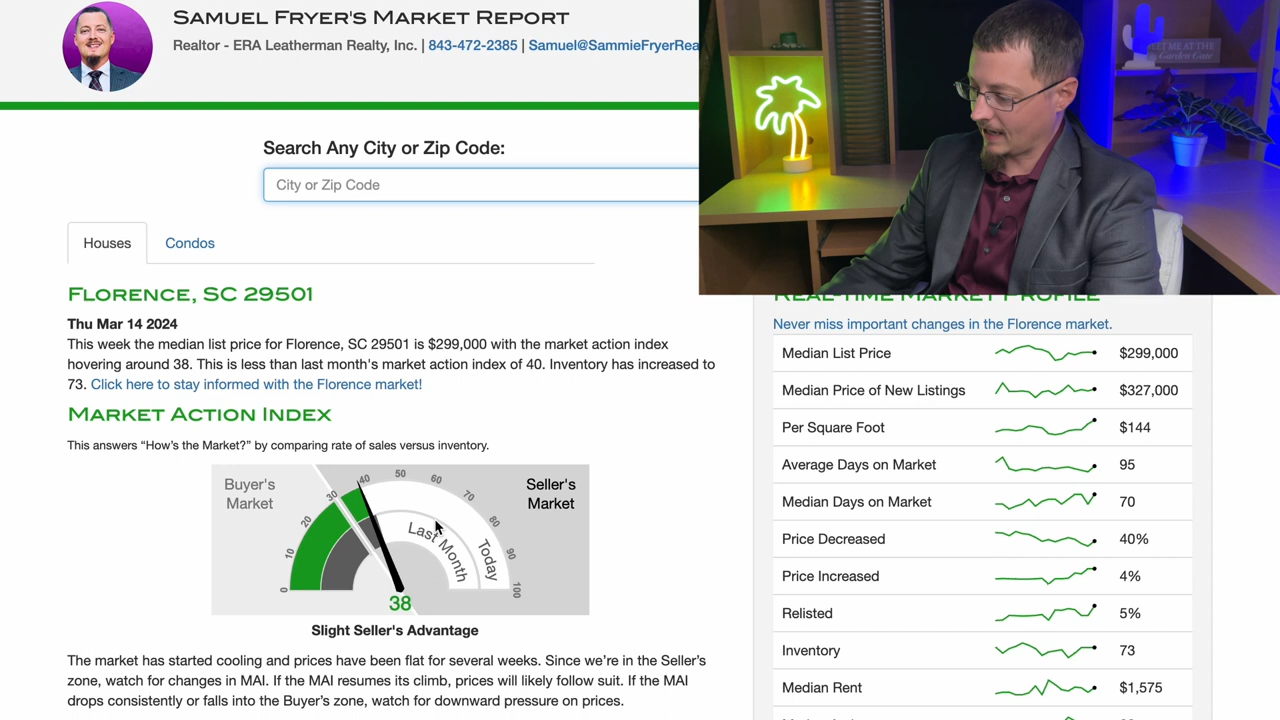 SAMUEL FRYER'S MARKET REPORT
Realtor - ERA Leatherman Realty, Inc. | 843-472-2385 | Samuel@SammieFryerRea
LET ME AT THE
Garden Gate
Search Any City or Zip Code:
City or Zip Code
Houses
Condos
FLORENCE, SC 29501
Thu Mar 14 2024
This week the median list price for Florence, SC 29501 is $299,000 with the market action index
hovering around 38. This is less than last month's market action index of 40. Inventory has increased to
73. Click here to stay informed with the Florence market!
MARKET ACTION INDEX
This answers “How's the Market?” by comparing rate of sales versus inventory.
Buyer's
Market
Seller's
Market
0
10
20
30
40
50
60
70
80
90
100
Last Month
Today
38
Slight Seller's Advantage
The market has started cooling and prices have been flat for several weeks. Since we’re in the Seller’s
zone, watch for changes in MAI. If the MAI resumes its climb, prices will likely follow suit. If the MAI
drops consistently or falls into the Buyer’s zone, watch for downward pressure on prices.
REAL-TIME MARKET PROFILE
Never miss important changes in the Florence market.
Median List Price $299,000
Median Price of New Listings $327,000
Per Square Foot $144
Average Days on Market 95
Median Days on Market 70
Price Decreased 40%
Price Increased 4%
Relisted 5%
Inventory 73
Median Rent $1,575